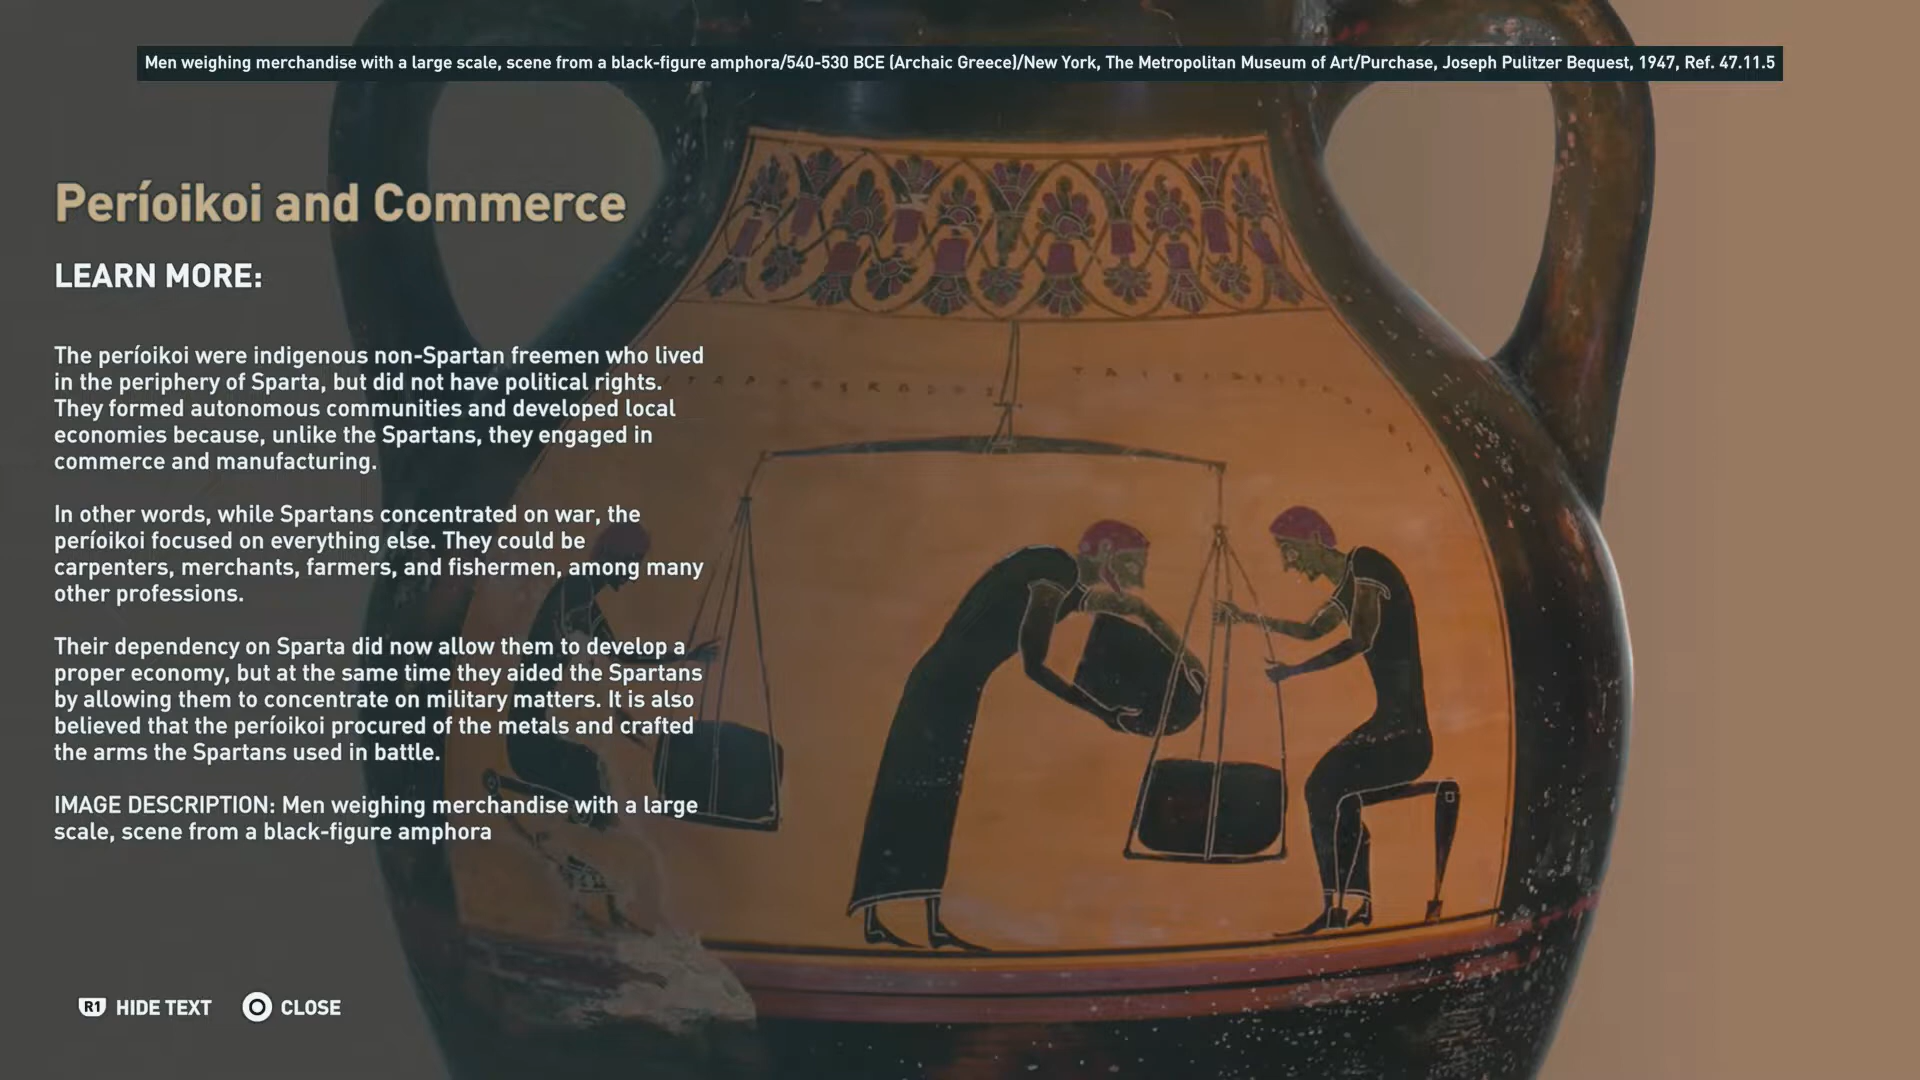 Men weighing merchandise with a large scale, scene from a black-figure amphora/540-530 BCE (Archaic Greece)/New York, The Metropolitan Museum of Art/Purchase, Joseph Pulitzer Bequest, 1947, Ref. 47.11.5
Períoikoi and Commerce
LEARN MORE:
The períoikoi were indigenous non-Spartan freemen who lived
in the periphery of Sparta, but did not have political rights.
They formed autonomous communities and developed local
economies because, unlike the Spartans, they engaged in
commerce and manufacturing.
In other words, while Spartans concentrated on war, the
períoikoi focused on everything else. They could be
carpenters, merchants, farmers, and fishermen, among many
other professions.
Their dependency on Sparta did now allow them to develop a
proper economy, but at the same time they aided the Spartans
by allowing them to concentrate on military matters. It is also
believed that the períoikoi procured of the metals and crafted
the arms the Spartans used in battle.
IMAGE DESCRIPTION: Men weighing merchandise with a large
scale, scene from a black-figure amphora
R1 HIDE TEXT CLOSE